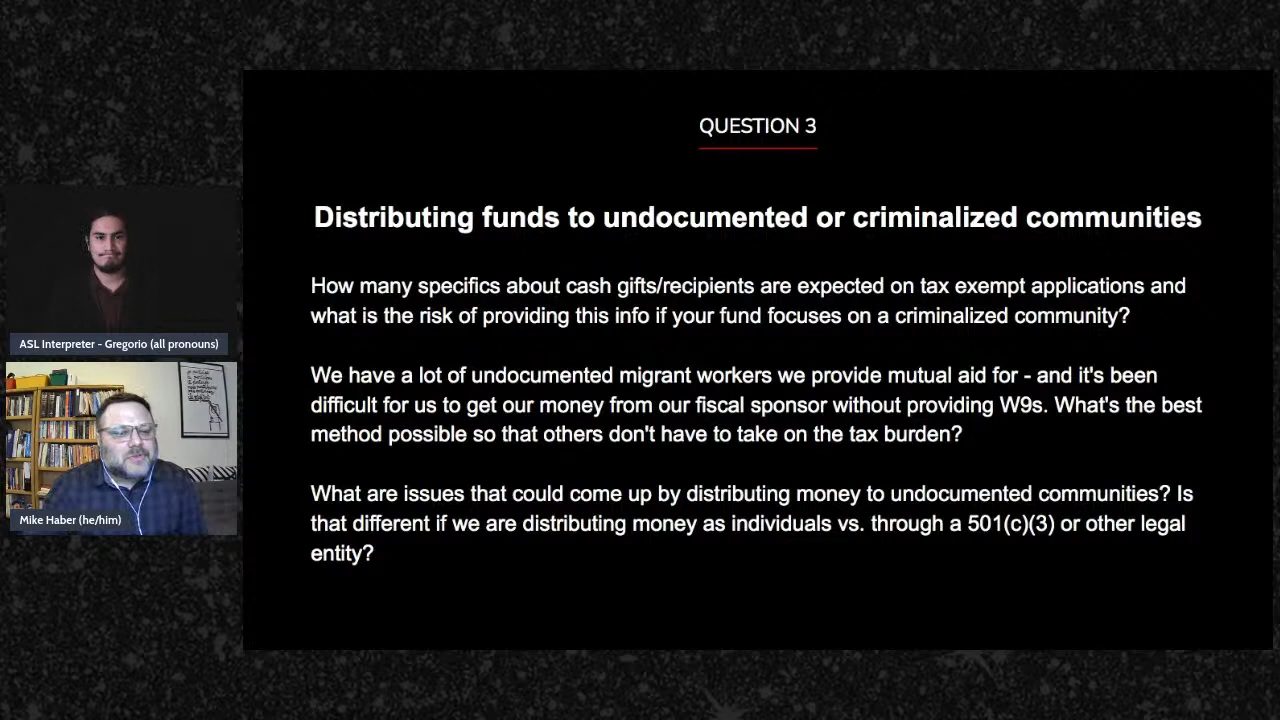 QUESTION 3
Distributing funds to undocumented or criminalized communities
How many specifics about cash gifts/recipients are expected on tax exempt applications and
what is the risk of providing this info if your fund focuses on a criminalized community?
We have a lot of undocumented migrant workers we provide mutual aid for - and it's been
difficult for us to get our money from our fiscal sponsor without providing W9s. What's the best
method possible so that others don't have to take on the tax burden?
What are issues that could come up by distributing money to undocumented communities? Is
that different if we are distributing money as individuals vs. through a 501(c)(3) or other legal
entity?
ASL Interpreter - Gregorio (all pronouns)
Mike Haber (he/him)